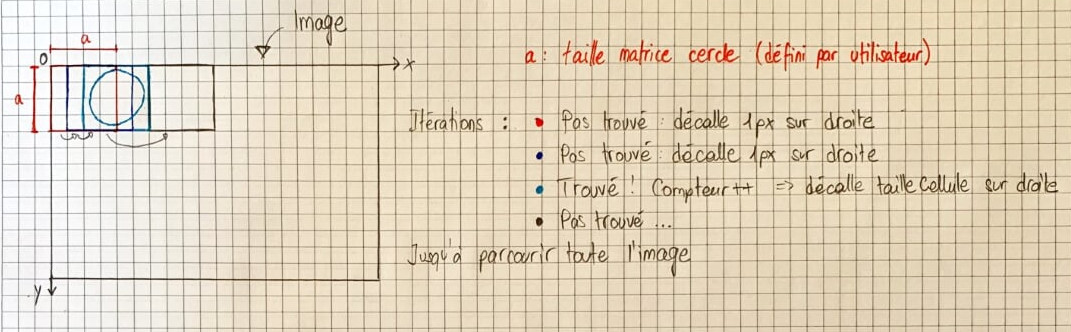 Image
a
O
x
a
y
a : taille matrice cercle (défini par utilisateur)
Itérations : • Pas trouvé : décalle 1px sur droite
• Pas trouvé : décalle 1px sur droite
• Trouvé ! Compteur++ => décalle taille Cellule sur droite
• Pas trouvé ...
Jusqu'à parcourir toute l'image